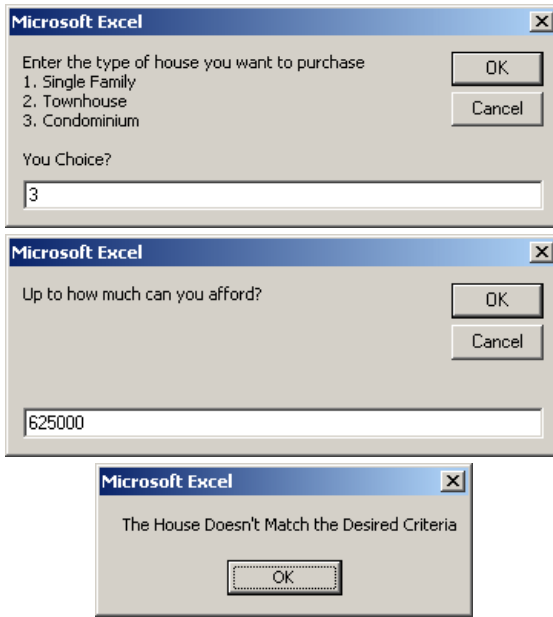 Microsoft Excel
Enter the type of house you want to purchase
1. Single Family
2. Townhouse
3. Condominium
You Choice?
OK
Cancel
3
Microsoft Excel
Up to how much can you afford?
OK
Cancel
625000
Microsoft Excel
The House Doesn't Match the Desired Criteria
OK